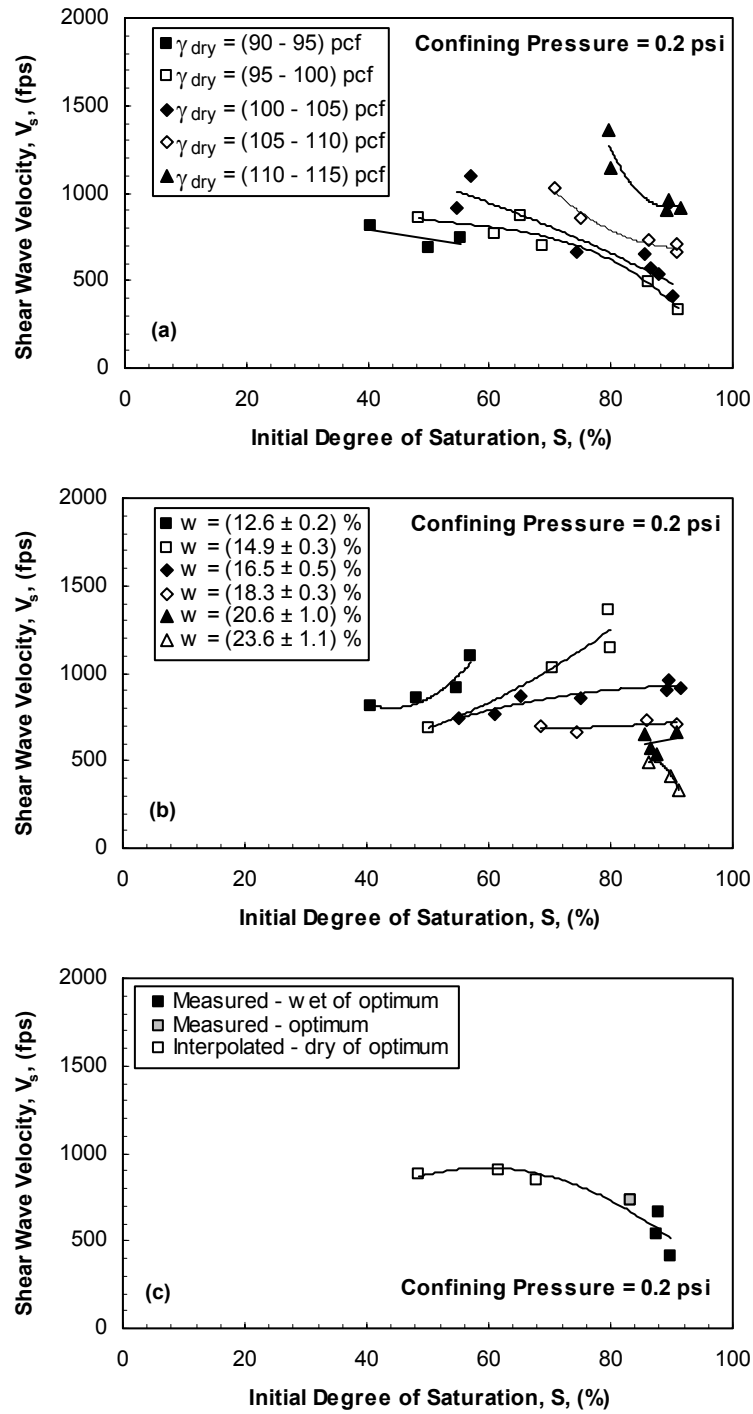 2000
1500
1000
500
0
Shear Wave Velocity, Vₛ, (fps)
γ dry = (90 - 95) pcf
γ dry = (95 - 100) pcf
γ dry = (100 - 105) pcf
γ dry = (105 - 110) pcf
γ dry = (110 - 115) pcf
Confining Pressure = 0.2 psi
(a)
0 20 40 60 80 100
Initial Degree of Saturation, S, (%)
2000
1500
1000
500
0
Shear Wave Velocity, Vₛ, (fps)
w = (12.6 ± 0.2) %
w = (14.9 ± 0.3) %
w = (16.5 ± 0.5) %
w = (18.3 ± 0.3) %
w = (20.6 ± 1.0) %
w = (23.6 ± 1.1) %
Confining Pressure = 0.2 psi
(b)
0 20 40 60 80 100
Initial Degree of Saturation, S, (%)
2000
1500
1000
500
0
Shear Wave Velocity, Vₛ, (fps)
Measured - wet of optimum
Measured - optimum
Interpolated - dry of optimum
(c)
Confining Pressure = 0.2 psi
0 20 40 60 80 100
Initial Degree of Saturation, S, (%)